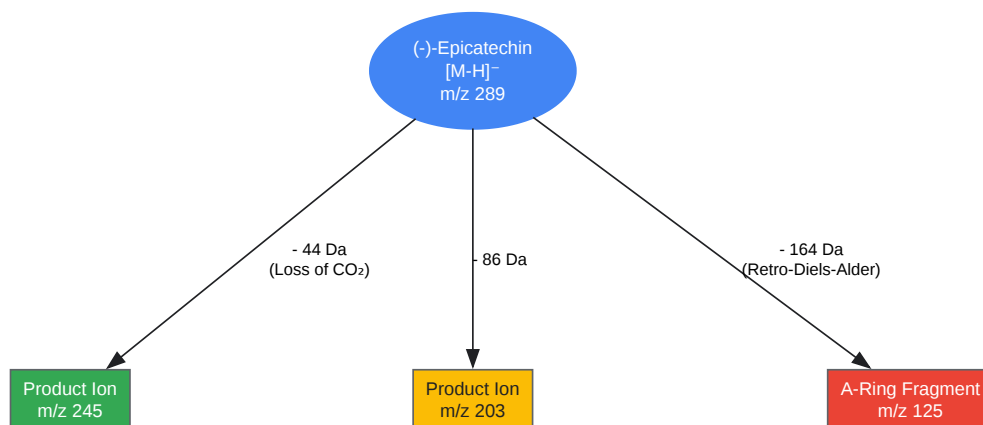 (-)-Epicatechin
[M-H]⁻
m/z 289
- 44 Da
(Loss of CO₂)
- 86 Da
- 164 Da
(Retro-Diels-Alder)
Product Ion
m/z 245
Product Ion
m/z 203
A-Ring Fragment
m/z 125